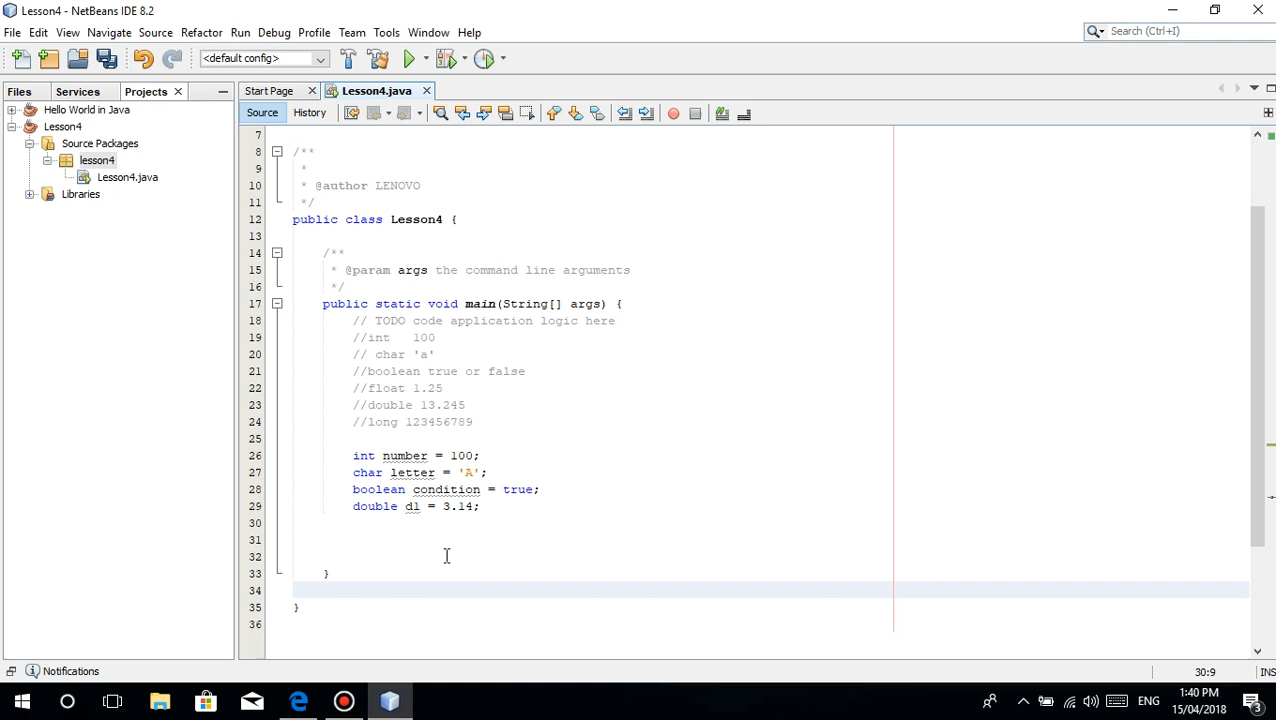 Lesson4 - NetBeans IDE 8.2
File Edit View Navigate Source Refactor Run Debug Profile Team Tools Window Help
Search (Ctrl+I)
<default config>
Files Services Projects
Start Page Lesson4.java
Hello World in Java
Lesson4
Source Packages
lesson4
Lesson4.java
Libraries
Source History
7
8 /**
9 *
10 * @author LENOVO
11 */
12 public class Lesson4 {
13
14 /**
15 * @param args the command line arguments
16 */
17 public static void main(String[] args) {
18 // TODO code application logic here
19 //int   100
20 // char 'a'
21 //boolean true or false
22 //float 1.25
23 //double 13.245
24 //long 123456789
25
26 int number = 100;
27 char letter = 'A';
28 boolean condition = true;
29 double d1 = 3.14;
30
31
32
33 }
34
35 }
36
Notifications
30:9
INS
ENG
1:40 PM
15/04/2018
3